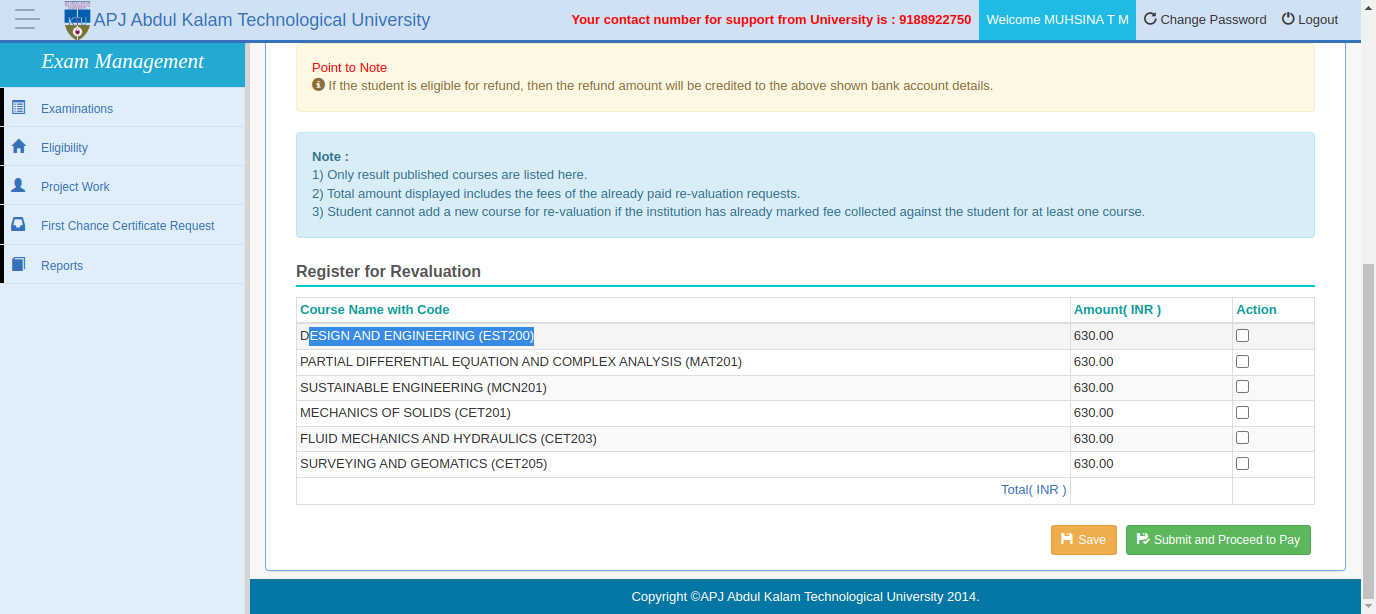 APJ Abdul Kalam Technological University
Your contact number for support from University is : 9188922750
Welcome MUHSINA T M
Change Password
Logout
Exam Management
Examinations
Eligibility
Project Work
First Chance Certificate Request
Reports
Point to Note
If the student is eligible for refund, then the refund amount will be credited to the above shown bank account details.
Note :
1) Only result published courses are listed here.
2) Total amount displayed includes the fees of the already paid re-valuation requests.
3) Student cannot add a new course for re-valuation if the institution has already marked fee collected against the student for at least one course.
Register for Revaluation
Course Name with Code Amount( INR ) Action
DESIGN AND ENGINEERING (EST200) 630.00
PARTIAL DIFFERENTIAL EQUATION AND COMPLEX ANALYSIS (MAT201) 630.00
SUSTAINABLE ENGINEERING (MCN201) 630.00
MECHANICS OF SOLIDS (CET201) 630.00
FLUID MECHANICS AND HYDRAULICS (CET203) 630.00
SURVEYING AND GEOMATICS (CET205) 630.00
Total( INR )
Save
Submit and Proceed to Pay
Copyright ©APJ Abdul Kalam Technological University 2014.